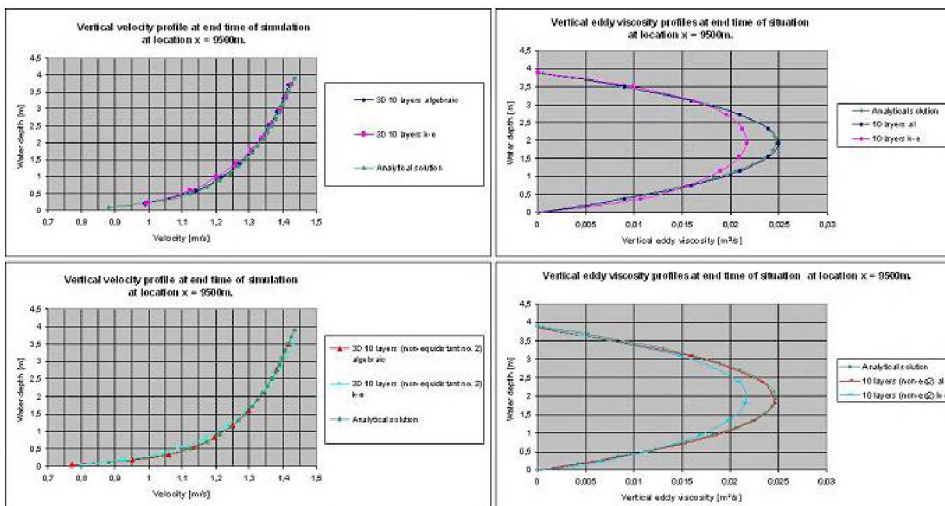 Vertical velocity profile at end time of simulation
at location x = 9500m.
4,5
4
3,5
3
2,5
2
1,5
1
0,5
0
Water depth [m]
0,7 0,8 0,9 1 1,1 1,2 1,3 1,4 1,5
Velocity [m/s]
3D 10 layers algebraic
3D 10 layers k-e
Analytical solution
Vertical eddy viscosity profiles at end time of situation
at location x = 9500m.
4,5
4
3,5
3
2,5
2
1,5
1
0,5
0
Water depth [m]
0 0,005 0,01 0,015 0,02 0,025 0,03
Vertical eddy viscosity [m²/s]
Analytical solution
10 layers al
10 layers k-e
Vertical velocity profile at end time of simulation
at location x = 9500m.
4,5
4
3,5
3
2,5
2
1,5
1
0,5
0
Water depth [m]
0,7 0,8 0,9 1 1,1 1,2 1,3 1,4 1,5
Velocity [m/s]
3D 10 layers (non-equidistant no. 2)
algebraic
3D 10 layers (non-equidistant no. 2)
k-e
Analytical solution
Vertical eddy viscosity profiles at end time of situation at location x = 9500m.
4,5
4
3,5
3
2,5
2
1,5
1
0,5
0
Water depth [m]
0 0,005 0,01 0,015 0,02 0,025 0,03
Vertical eddy viscosity [m²/s]
Analytical solution
10 layers (non-eq2) al
10 layers (non-eq2) k-